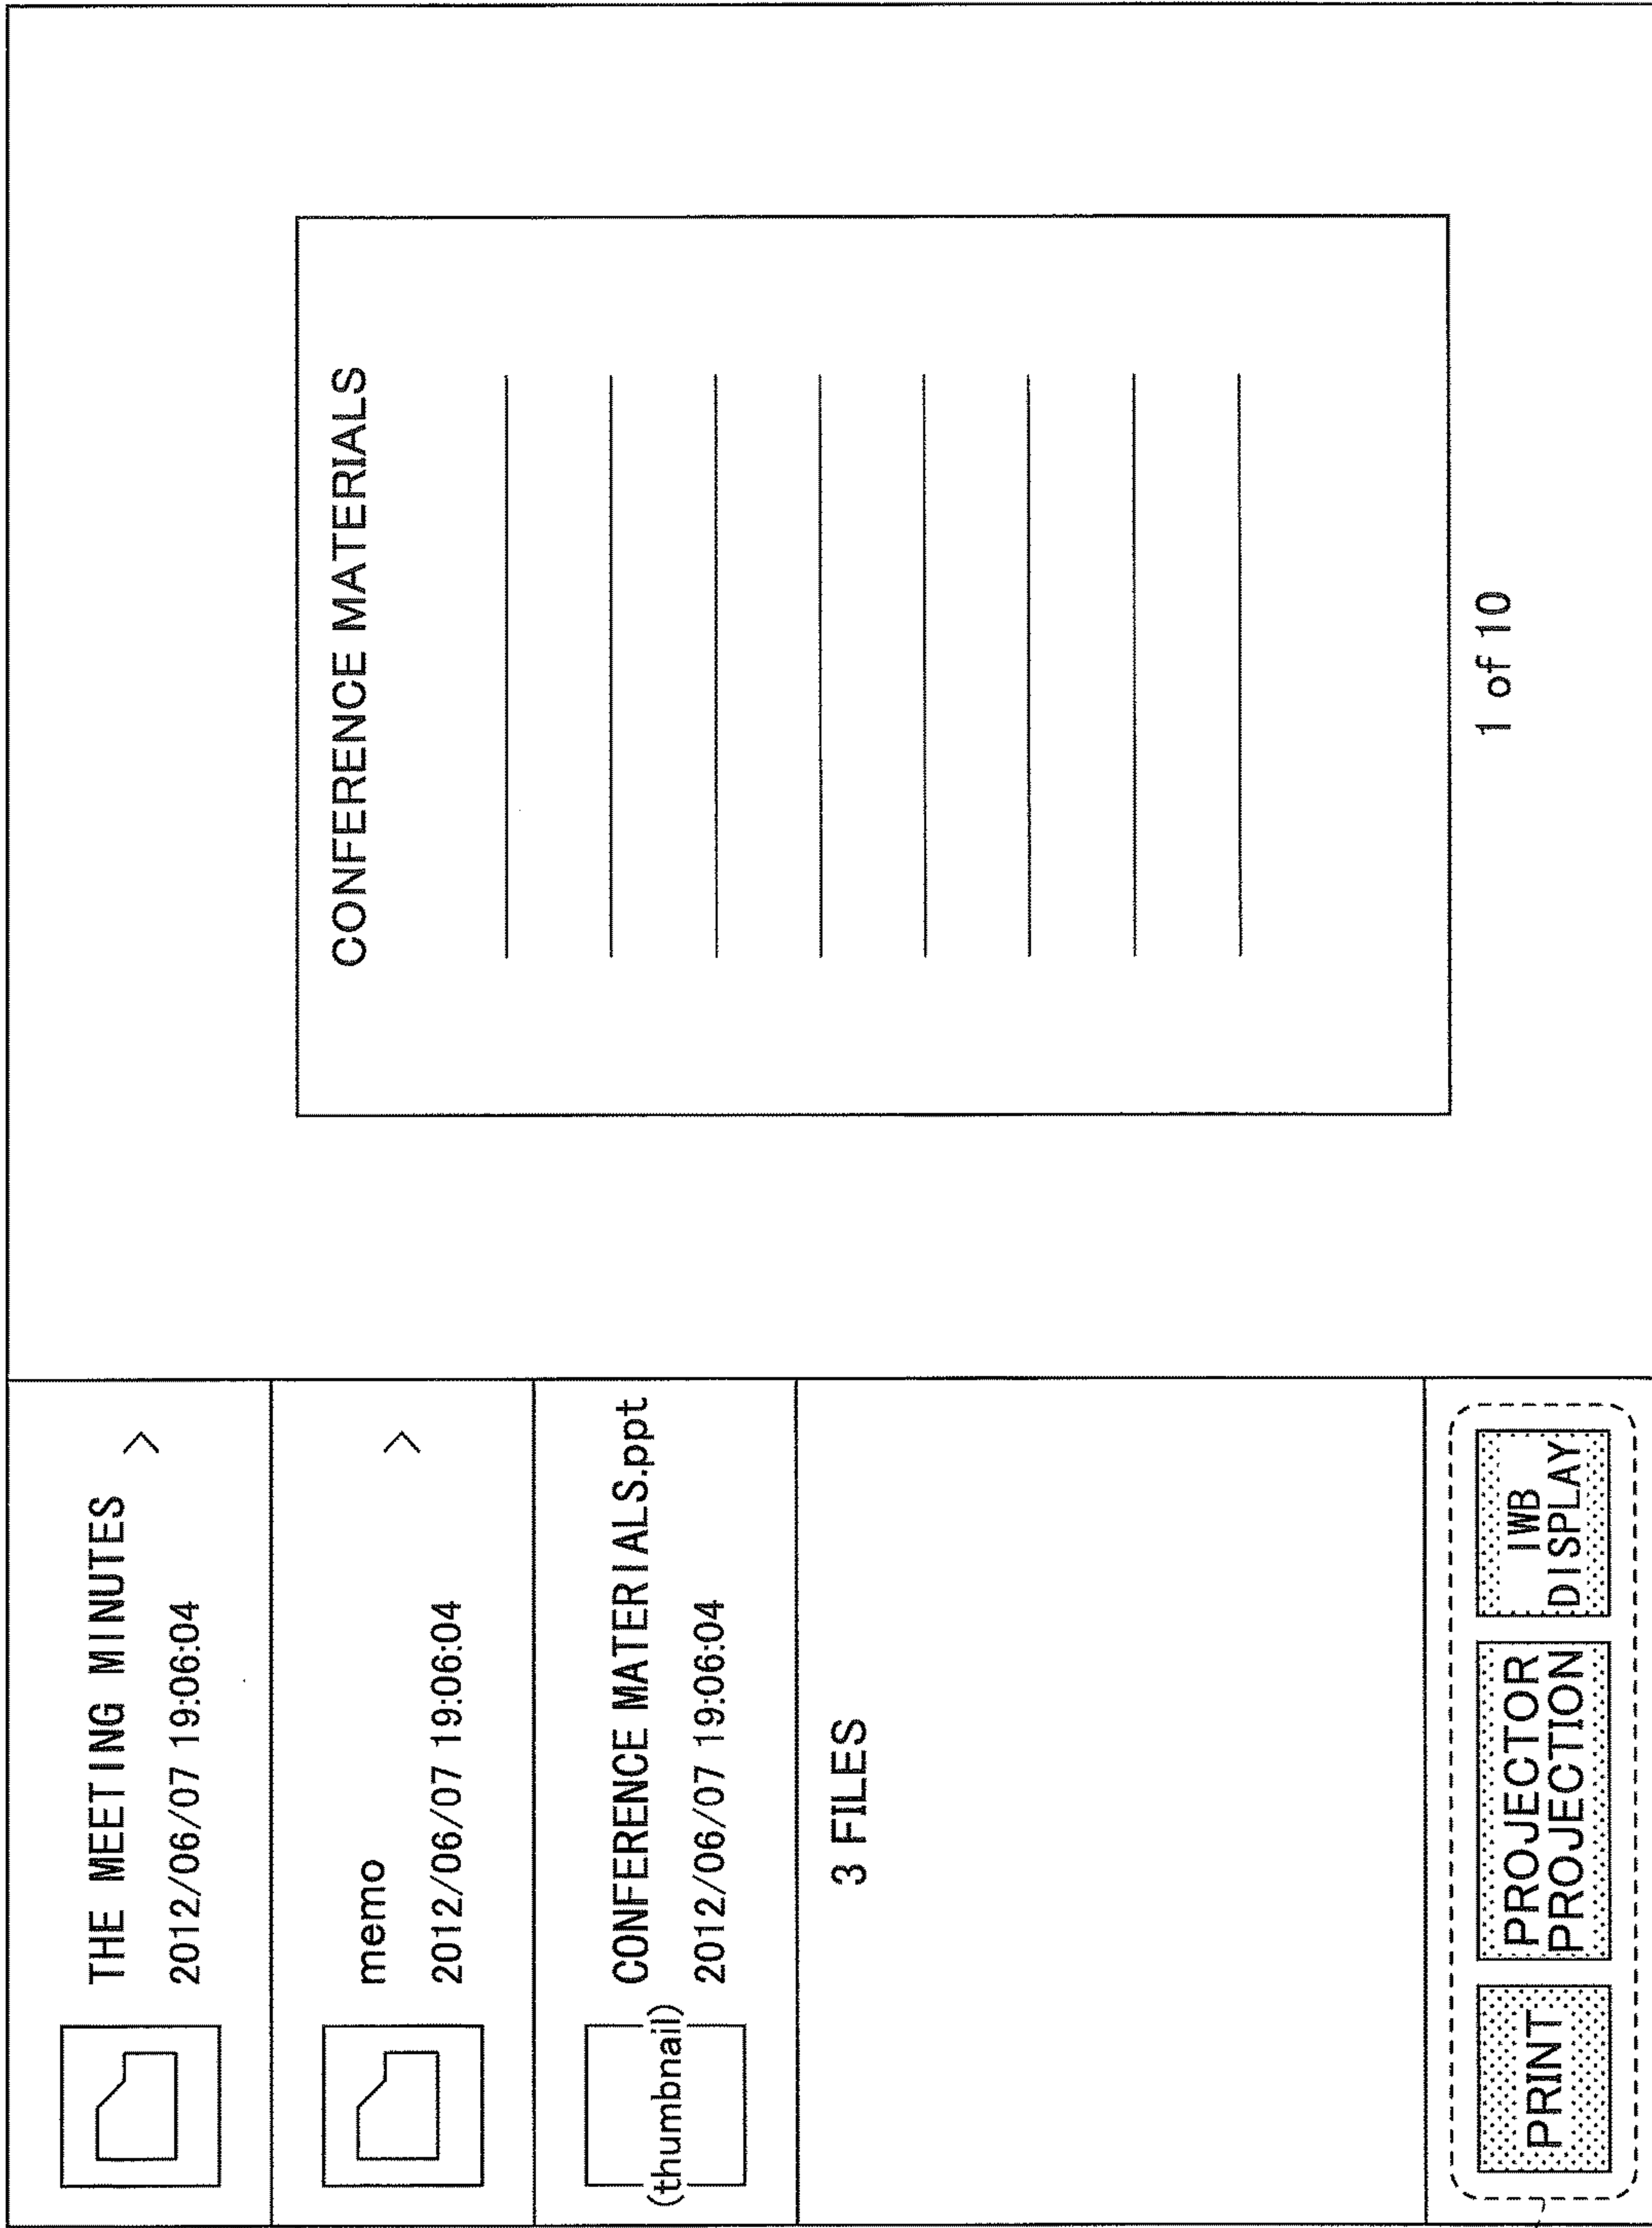 THE MEETING MINUTES
2012/06/07 19:06:04
>
memo
2012/06/07 19:06:04
>
(thumbnail)
CONFERENCE MATERIALS.ppt
2012/06/07 19:06:04
3 FILES
PRINT
PROJECTOR
PROJECTION
IWB
DISPLAY
CONFERENCE MATERIALS
1 of 10